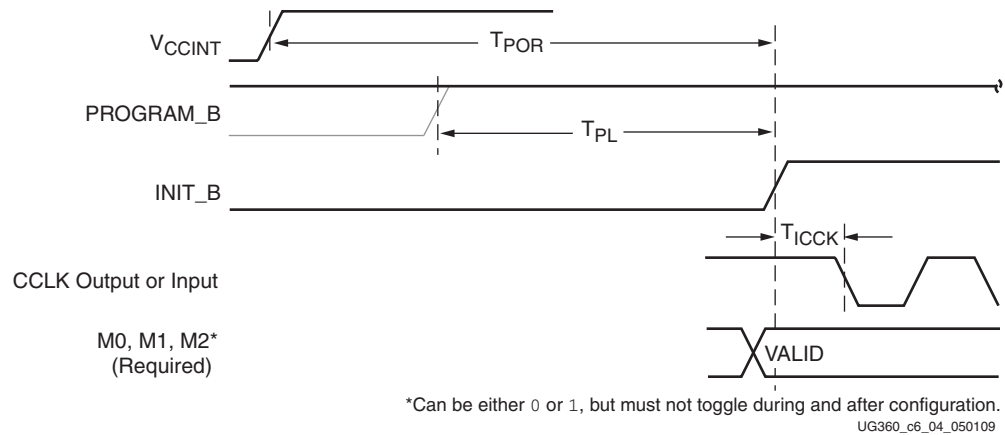 VCCINT
TPOR
PROGRAM_B
TPL
INIT_B
TICCK
CCLK Output or Input
M0, M1, M2*
(Required)
VALID
*Can be either 0 or 1, but must not toggle during and after configuration.
UG360_c6_04_050109